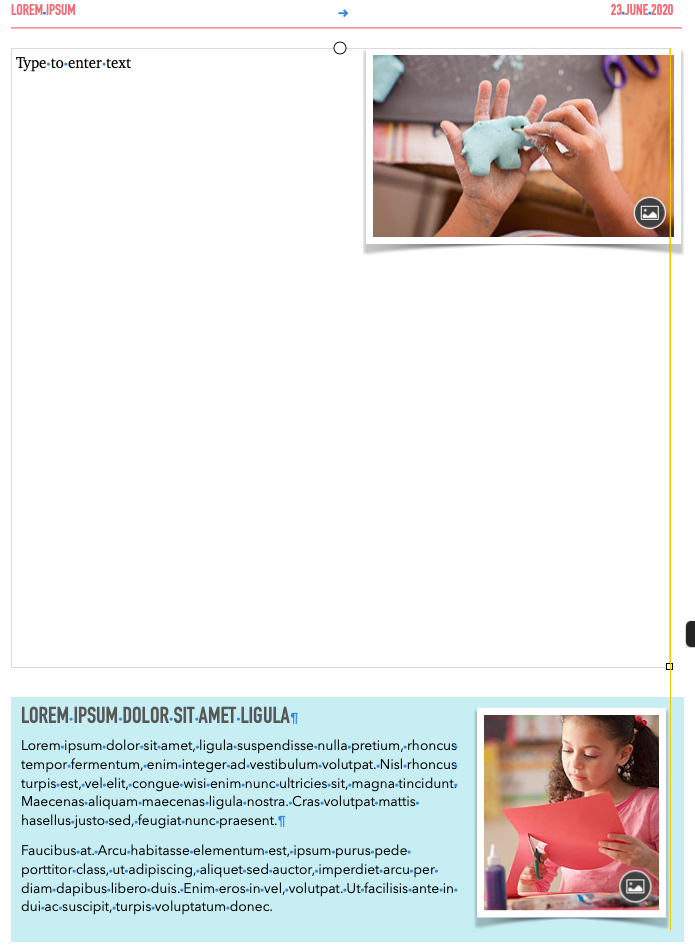 LOREM IPSUM 23 JUNE 2020
Type to enter text
LOREM IPSUM DOLOR SIT AMET LIGULA¶
Lorem ipsum dolor sit amet, ligula suspendisse nulla pretium, rhoncus
tempor fermentum, enim integer ad vestibulum volutpat. Nisl rhoncus
turpis est, vel elit, congue wisi enim nunc ultricies sit, magna tincidunt.
Maecenas aliquam maecenas ligula nostra. Cras volutpat mattis
hasellus justo sed, feugiat nunc praesent.¶
Faucibus at. Arcu habitasse elementum est, ipsum purus pede
porttitor class, ut adipiscing, aliquet sed auctor, imperdiet arcu per
diam dapibus libero duis. Enim eros in vel, volutpat. Ut facilisis ante in
dui ac suscipit, turpis voluptatum donec.